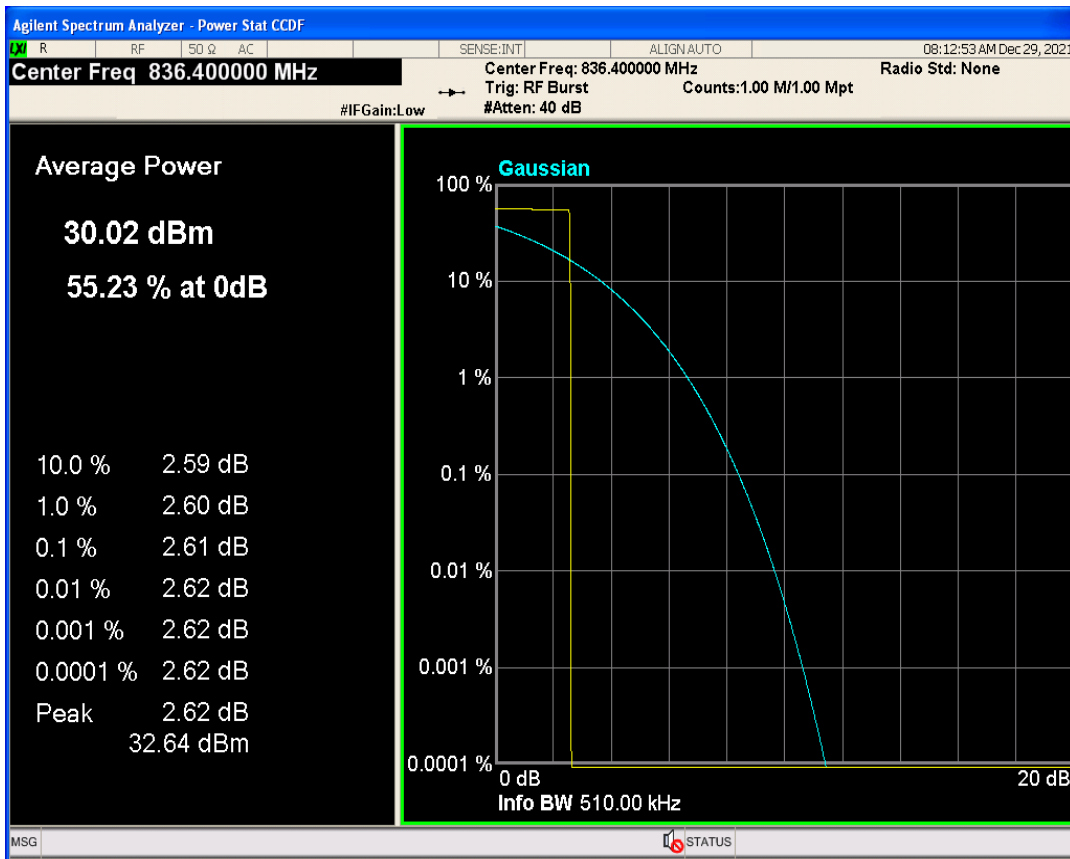 Agilent Spectrum Analyzer - Power Stat CCDF
LXI R RF 50 Ω AC SENSE:INT ALIGN AUTO 08:12:53 AM Dec 29, 2021
Center Freq 836.400000 MHz
Center Freq: 836.400000 MHz Radio Std: None
Trig: RF Burst Counts:1.00 M/1.00 Mpt
#IFGain:Low #Atten: 40 dB
Average Power
30.02 dBm
55.23 % at 0dB
10.0 % 2.59 dB
1.0 % 2.60 dB
0.1 % 2.61 dB
0.01 % 2.62 dB
0.001 % 2.62 dB
0.0001 % 2.62 dB
Peak 2.62 dB
32.64 dBm
Gaussian
100 %
10 %
1 %
0.1 %
0.01 %
0.001 %
0.0001 %
0 dB 20 dB
Info BW 510.00 kHz
MSG STATUS